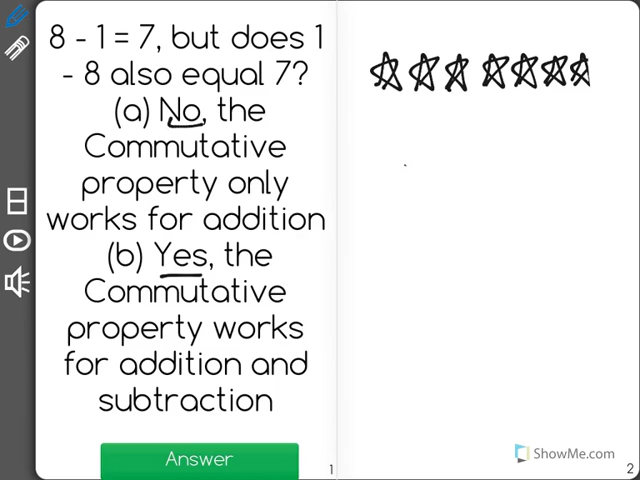 8 - 1 = 7, but does 1
- 8 also equal 7?
(a) No, the
Commutative
property only
works for addition
(b) Yes, the
Commutative
property works
for addition and
subtraction
Answer
1
ShowMe.com
2